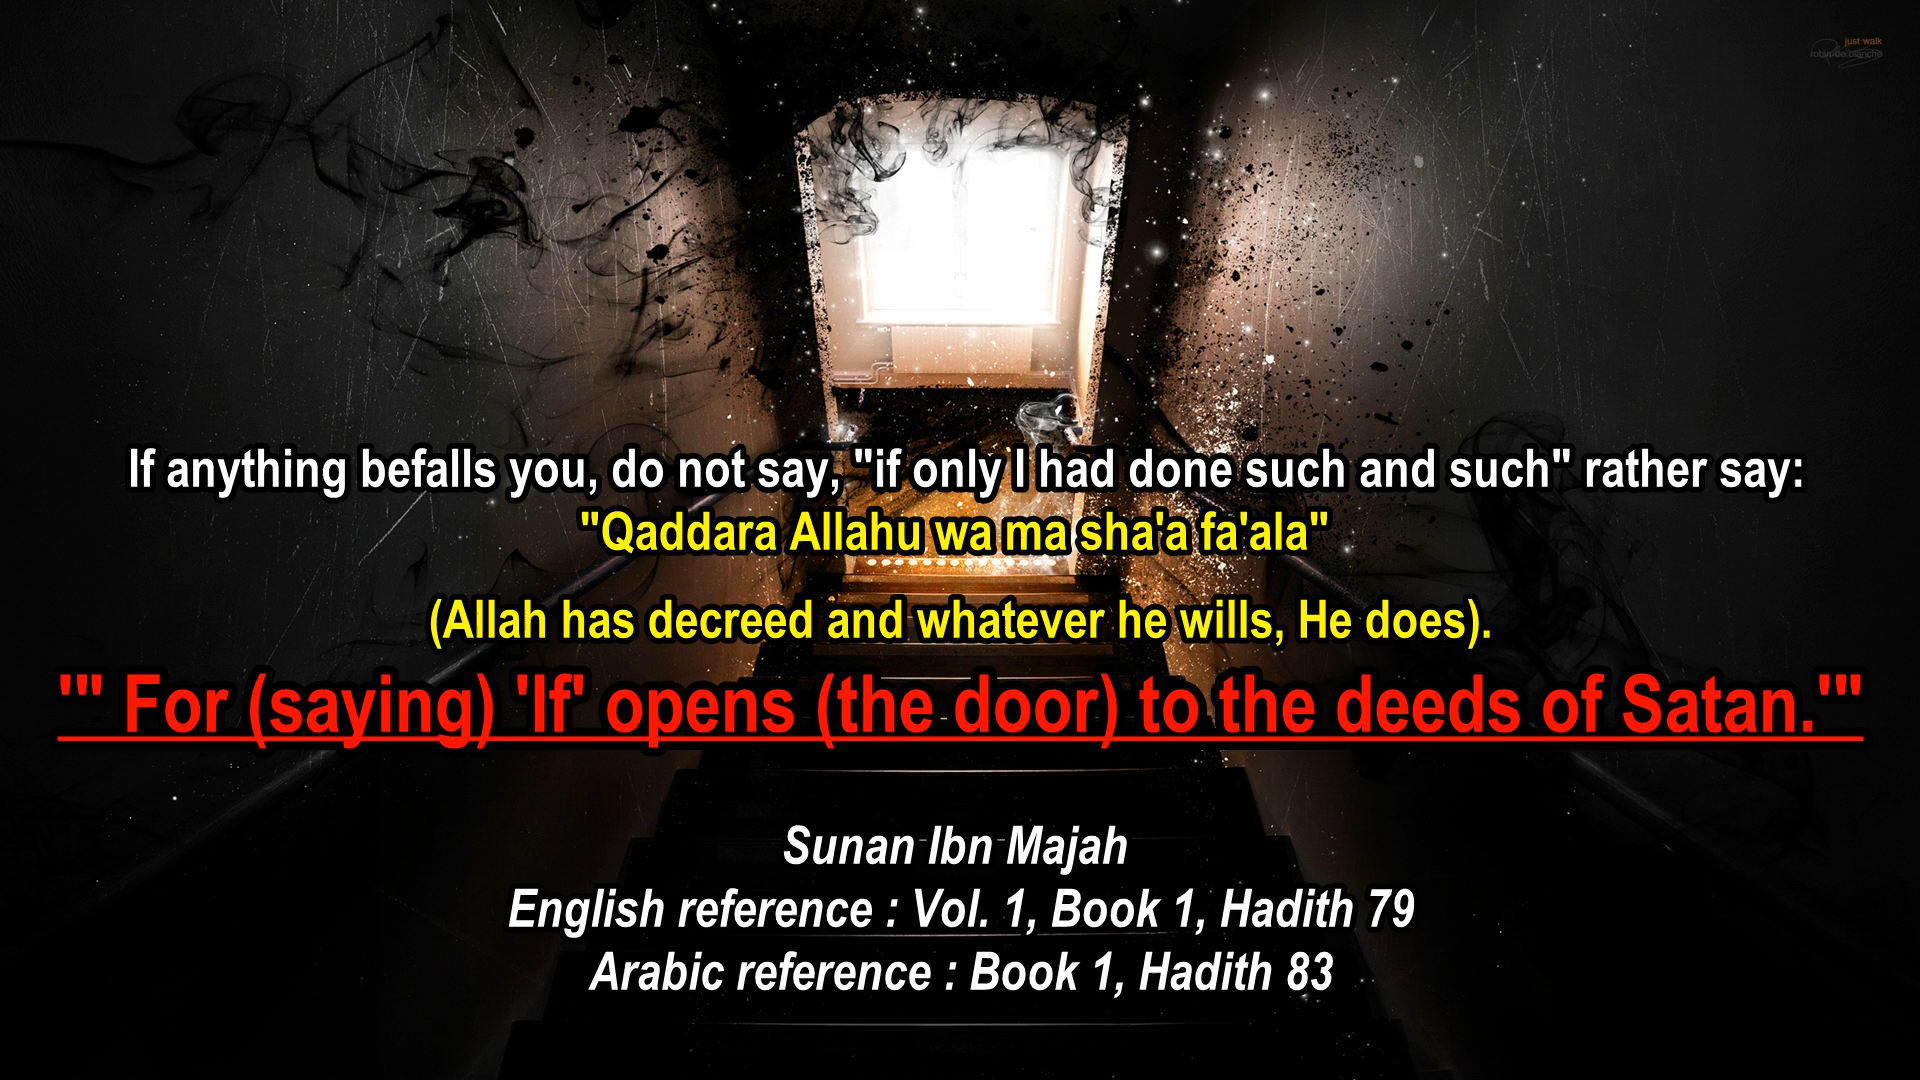 just walk
If anything befalls you, do not say, "if only I had done such and such" rather say:
"Qaddara Allahu wa ma sha'a fa'ala"
(Allah has decreed and whatever he wills, He does).
'" For (saying) 'If' opens (the door) to the deeds of Satan.'"
Sunan Ibn Majah
English reference : Vol. 1, Book 1, Hadith 79
Arabic reference : Book 1, Hadith 83